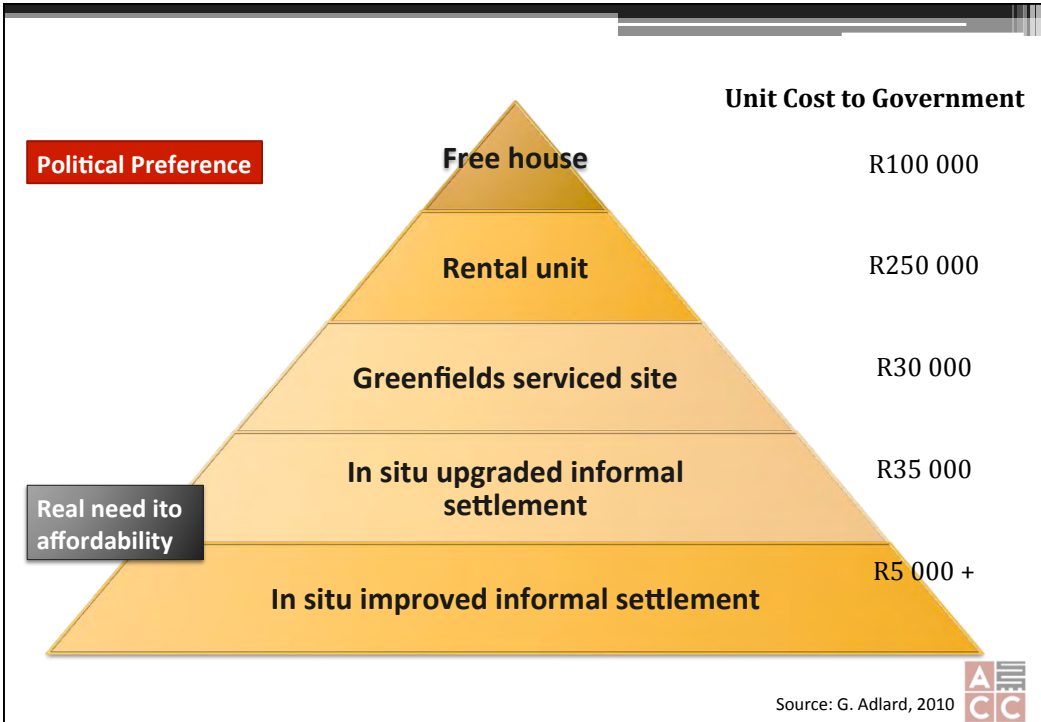 Unit Cost to Government
Political Preference
Free house
R100 000
Rental unit
R250 000
Greenfields serviced site
R30 000
In situ upgraded informal
settlement
R35 000
Real need ito
affordability
R5 000 +
In situ improved informal settlement
Source: G. Adlard, 2010
A
C C